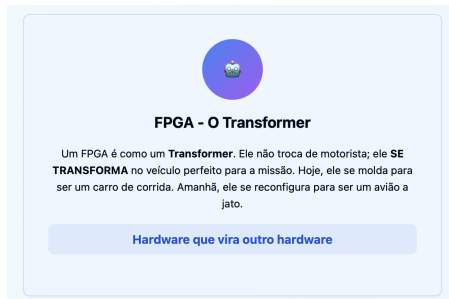 FPGA - O Transformer
Um FPGA é como um Transformer. Ele não troca de motorista; ele SE
TRANSFORMA no veículo perfeito para a missão. Hoje, ele se molda para
ser um carro de corrida. Amanhã, ele se reconfigura para ser um avião a
jato.
Hardware que vira outro hardware